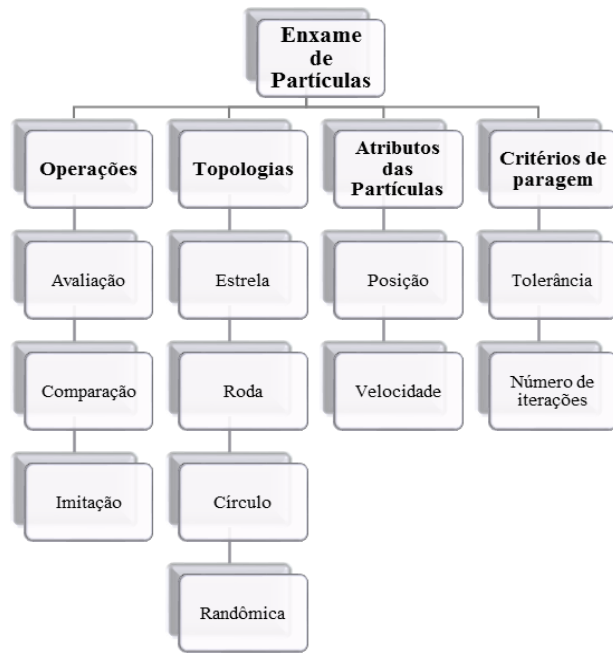 Enxame
de
Partículas
Operações
Avaliação
Comparação
Imitação
Topologias
Estrela
Roda
Círculo
Randômica
Atributos
das
Partículas
Posição
Velocidade
Critérios de
paragem
Tolerância
Número de
iterações